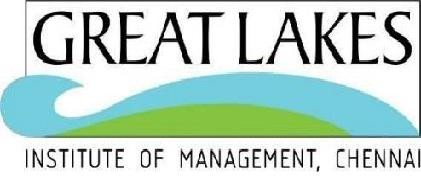 GREAT LAKES
INSTITUTE OF MANAGEMENT, CHENNAI